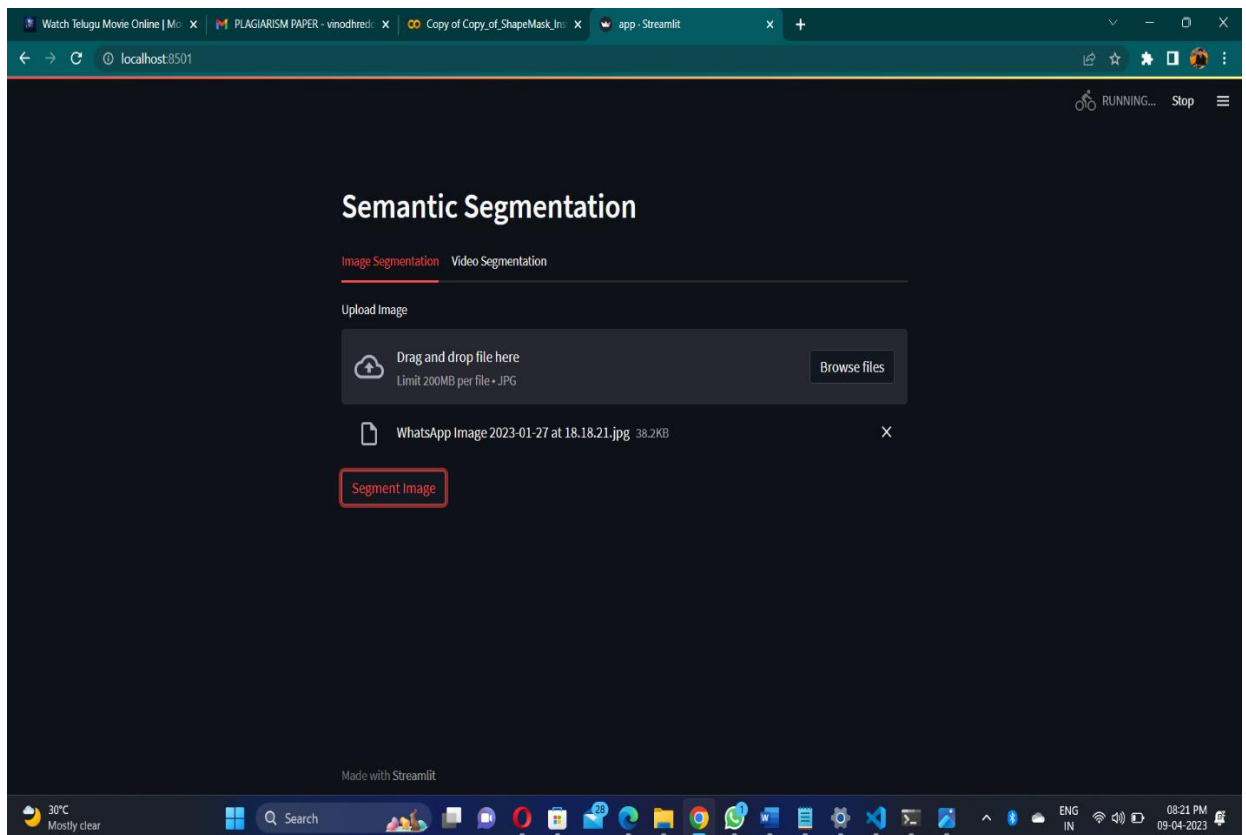 Watch Telugu Movie Online | Mo PLAGIARISM PAPER - vinodhredd Copy of Copy_of_ShapeMask_Ins app · Streamlit
localhost:8501
RUNNING... Stop
Semantic Segmentation
Image Segmentation Video Segmentation
Upload Image
Drag and drop file here
Limit 200MB per file • JPG
Browse files
WhatsApp Image 2023-01-27 at 18.18.21.jpg 38.2KB
Segment Image
Made with Streamlit
30°C
Mostly clear
Search
28
1
ENG
IN
08:21 PM
09-04-2023